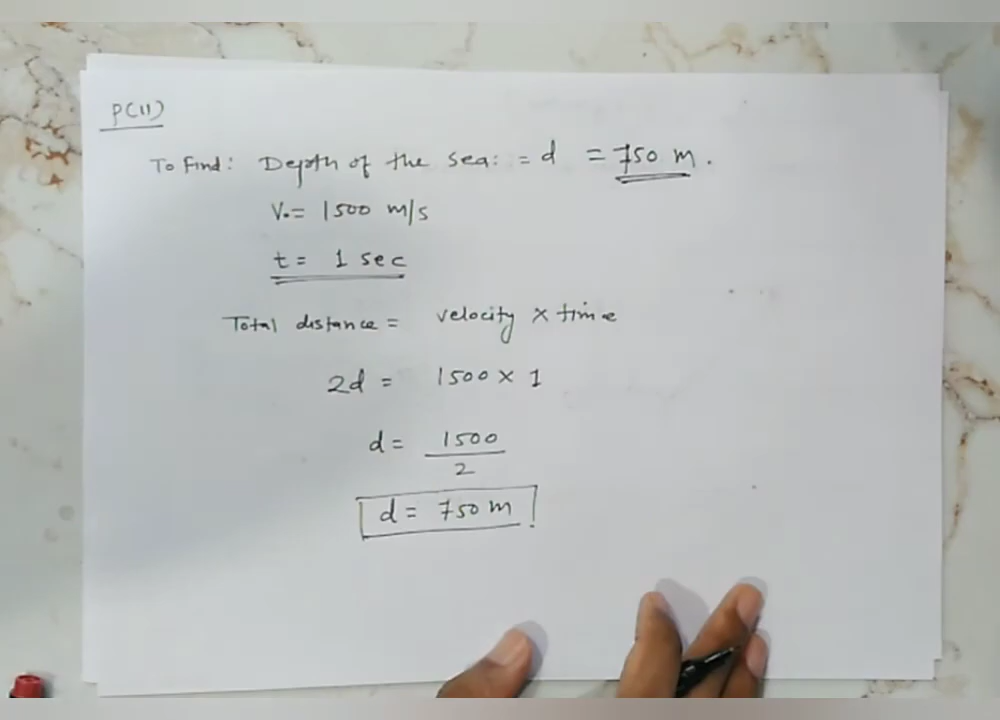 P(11)
To Find: Depth of the sea: = d = 750 m.
V.= 1500 m/s
t = 1 sec
Total distance = velocity × time
2d = 1500 × 1
d = 1500
2
d = 750 m